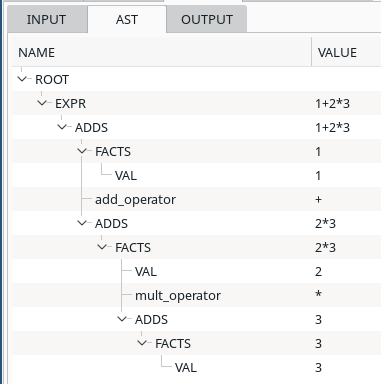 INPUT AST OUTPUT
NAME VALUE
ROOT
EXPR 1+2*3
ADDS 1+2*3
FACTS 1
VAL 1
add_operator +
ADDS 2*3
FACTS 2*3
VAL 2
mult_operator *
ADDS 3
FACTS 3
VAL 3